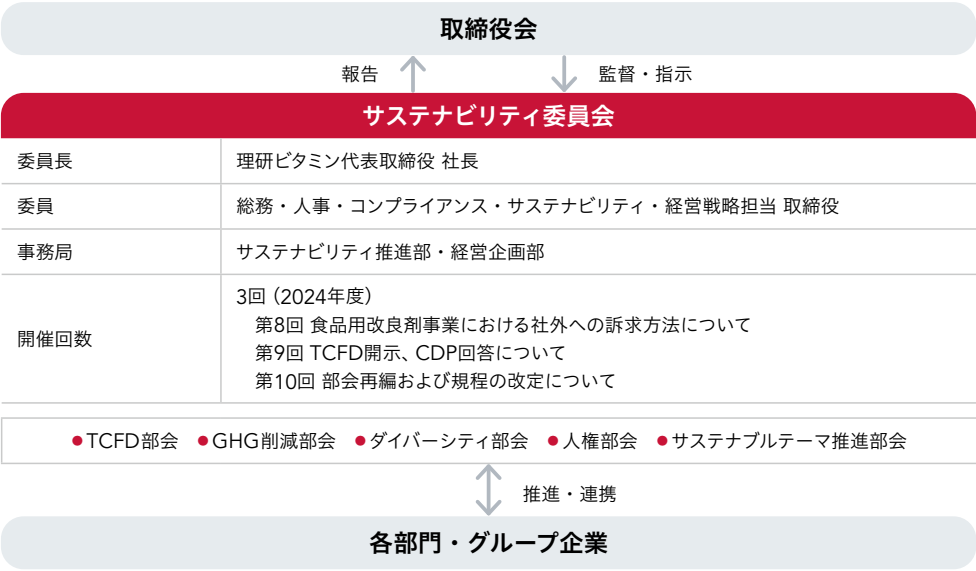 取締役会
報告
監督・指示
サステナビリティ委員会
委員長
理研ビタミン代表取締役 社長
委員
総務・人事・コンプライアンス・サステナビリティ・経営戦略担当 取締役
事務局
サステナビリティ推進部・経営企画部
開催回数
3回（2024年度）
第8回 食品用改良剤事業における社外への訴求方法について
第9回 TCFD開示、CDP回答について
第10回 部会再編および規程の改定について
●TCFD部会 ●GHG削減部会 ●ダイバーシティ部会 ●人権部会 ●サステナブルテーマ推進部会
推進・連携
各部門・グループ企業